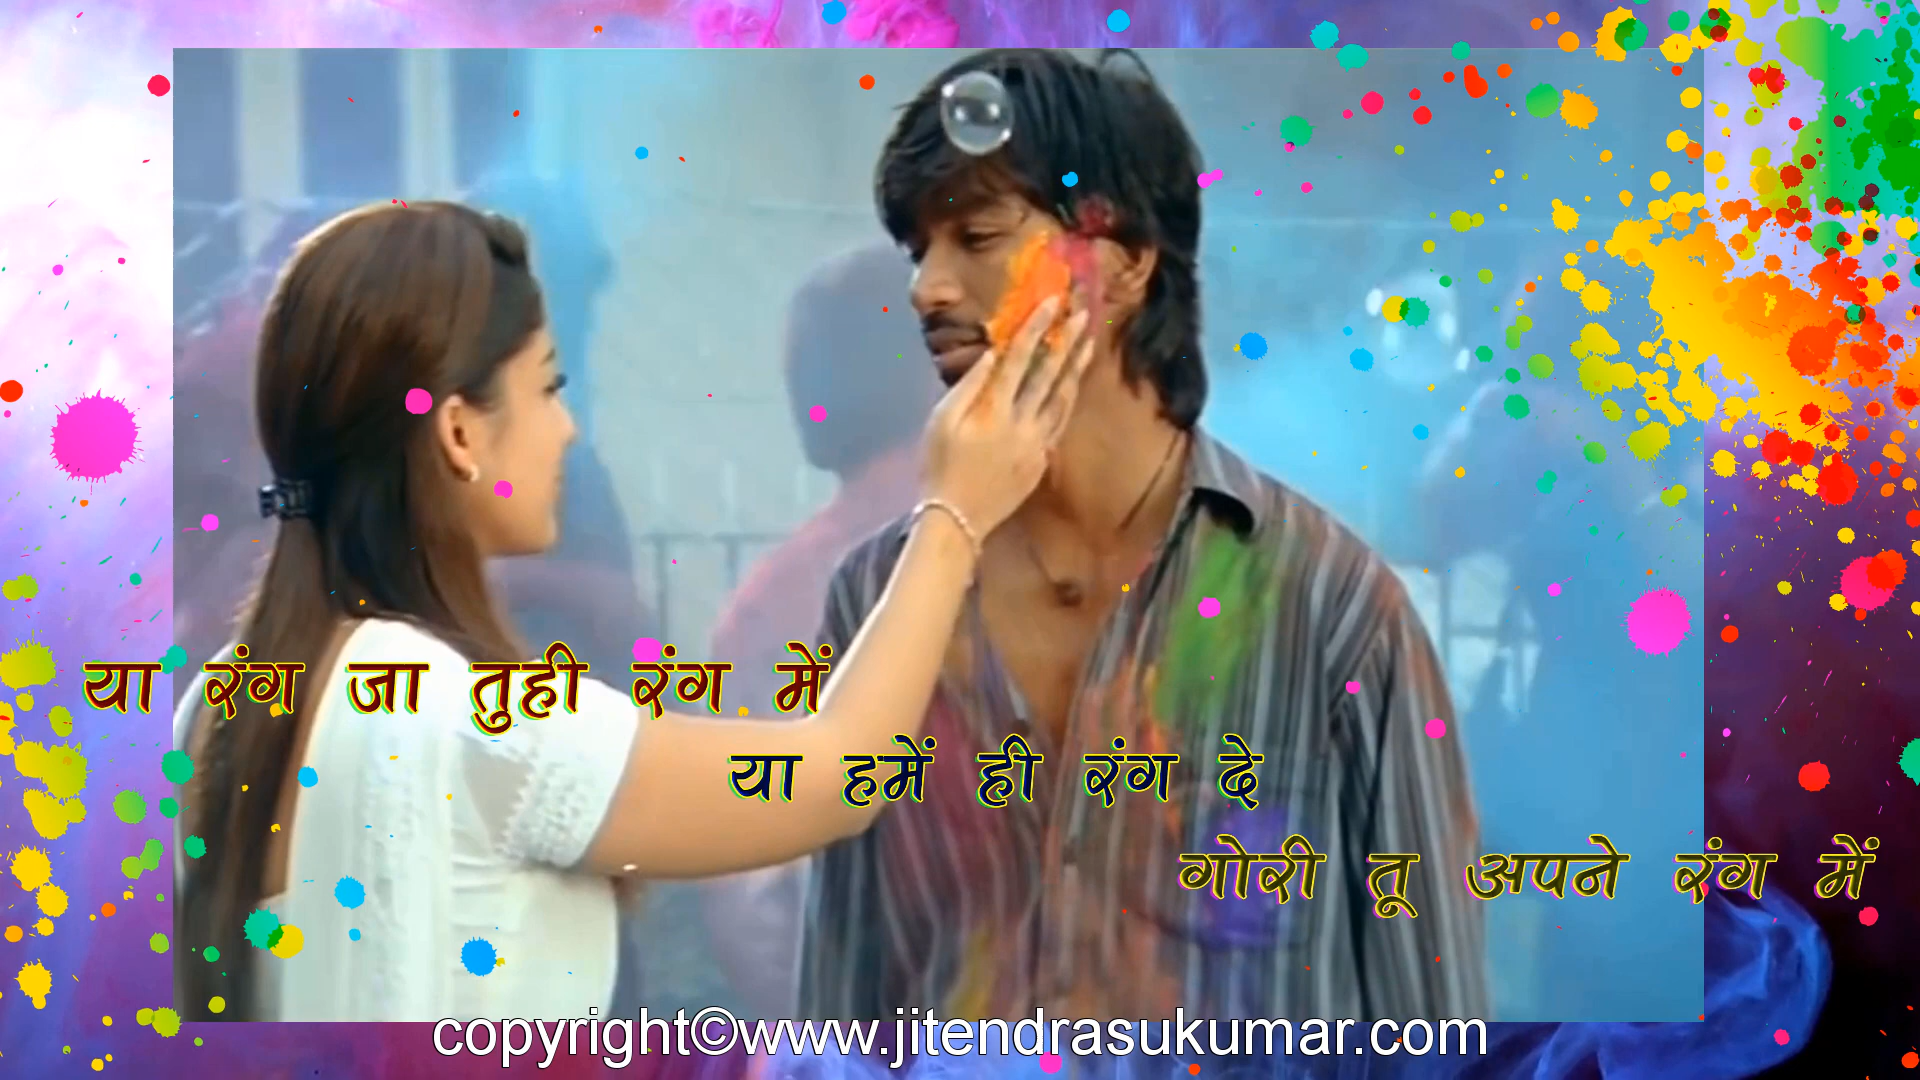 या रंग जा तुही रंग में
या हमें ही रंग दे
गोरी तू अपने रंग में
copyright©www.jitendrasukumar.com